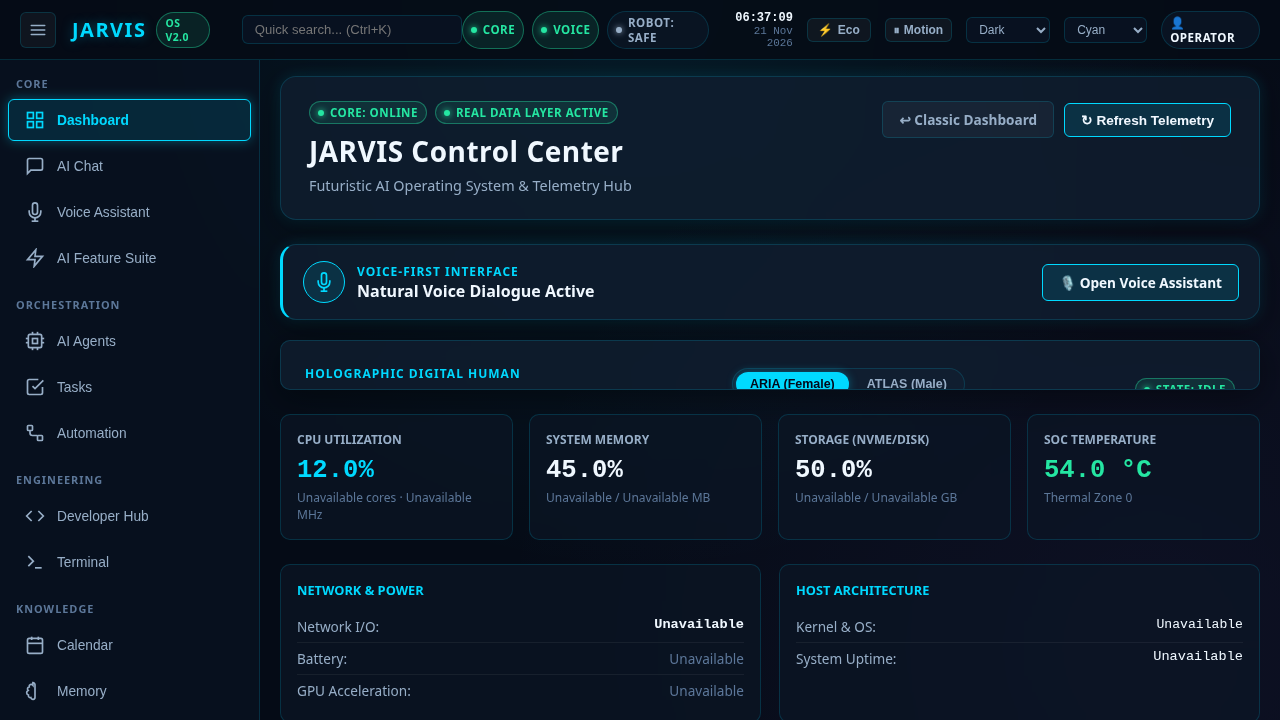 JARVIS
OS
V2.0
Quick search... (Ctrl+K)
CORE
VOICE
ROBOT:
SAFE
06:37:09
21 Nov
2026
⚡ Eco
Motion
Dark
Cyan
👤
OPERATOR
CORE
Dashboard
AI Chat
Voice Assistant
AI Feature Suite
ORCHESTRATION
AI Agents
Tasks
Automation
ENGINEERING
Developer Hub
Terminal
KNOWLEDGE
Calendar
Memory
CORE: ONLINE
REAL DATA LAYER ACTIVE
JARVIS Control Center
Futuristic AI Operating System & Telemetry Hub
↩ Classic Dashboard
↻ Refresh Telemetry
VOICE-FIRST INTERFACE
Natural Voice Dialogue Active
🎙️ Open Voice Assistant
HOLOGRAPHIC DIGITAL HUMAN
ARIA (Female)
ATLAS (Male)
STATE: IDLE
CPU UTILIZATION
12.0%
Unavailable cores · Unavailable
MHz
SYSTEM MEMORY
45.0%
Unavailable / Unavailable MB
STORAGE (NVME/DISK)
50.0%
Unavailable / Unavailable GB
SOC TEMPERATURE
54.0 °C
Thermal Zone 0
NETWORK & POWER
Network I/O: Unavailable
Battery: Unavailable
GPU Acceleration: Unavailable
HOST ARCHITECTURE
Kernel & OS: Unavailable
System Uptime: Unavailable